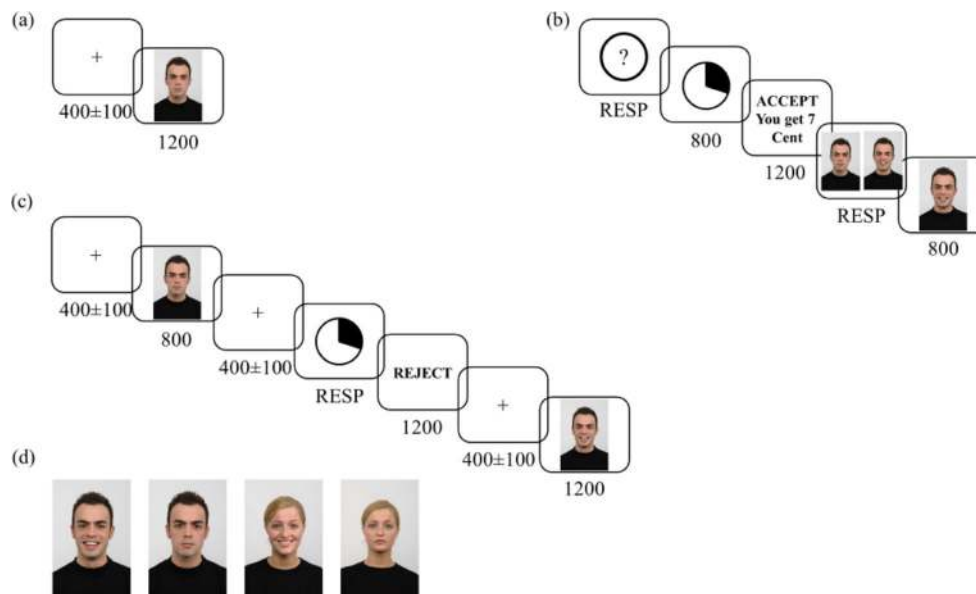 (a)
+
400±100
1200
(b)
?
RESP
800
ACCEPT
You get 7
Cent
1200
RESP
800
(c)
+
400±100
800
+
400±100
RESP
REJECT
1200
+
400±100
1200
(d)